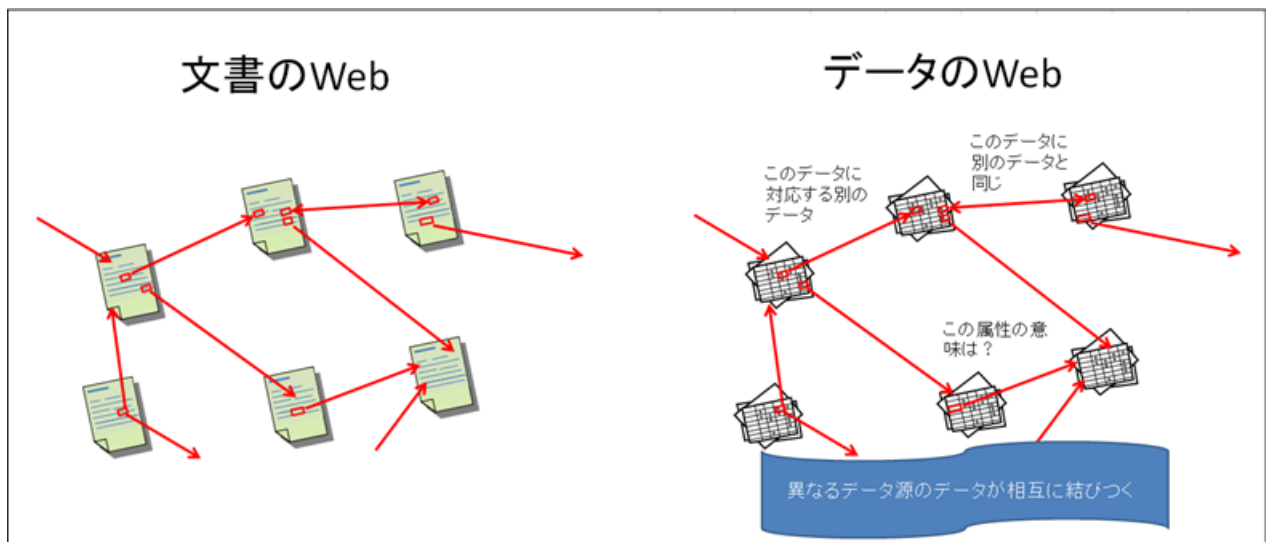 文書のWeb
データのWeb
このデータに
別のデータと
同じ
このデータに
対応する別の
データ
この属性の意
味は？
異なるデータ源のデータが相互に結びつく